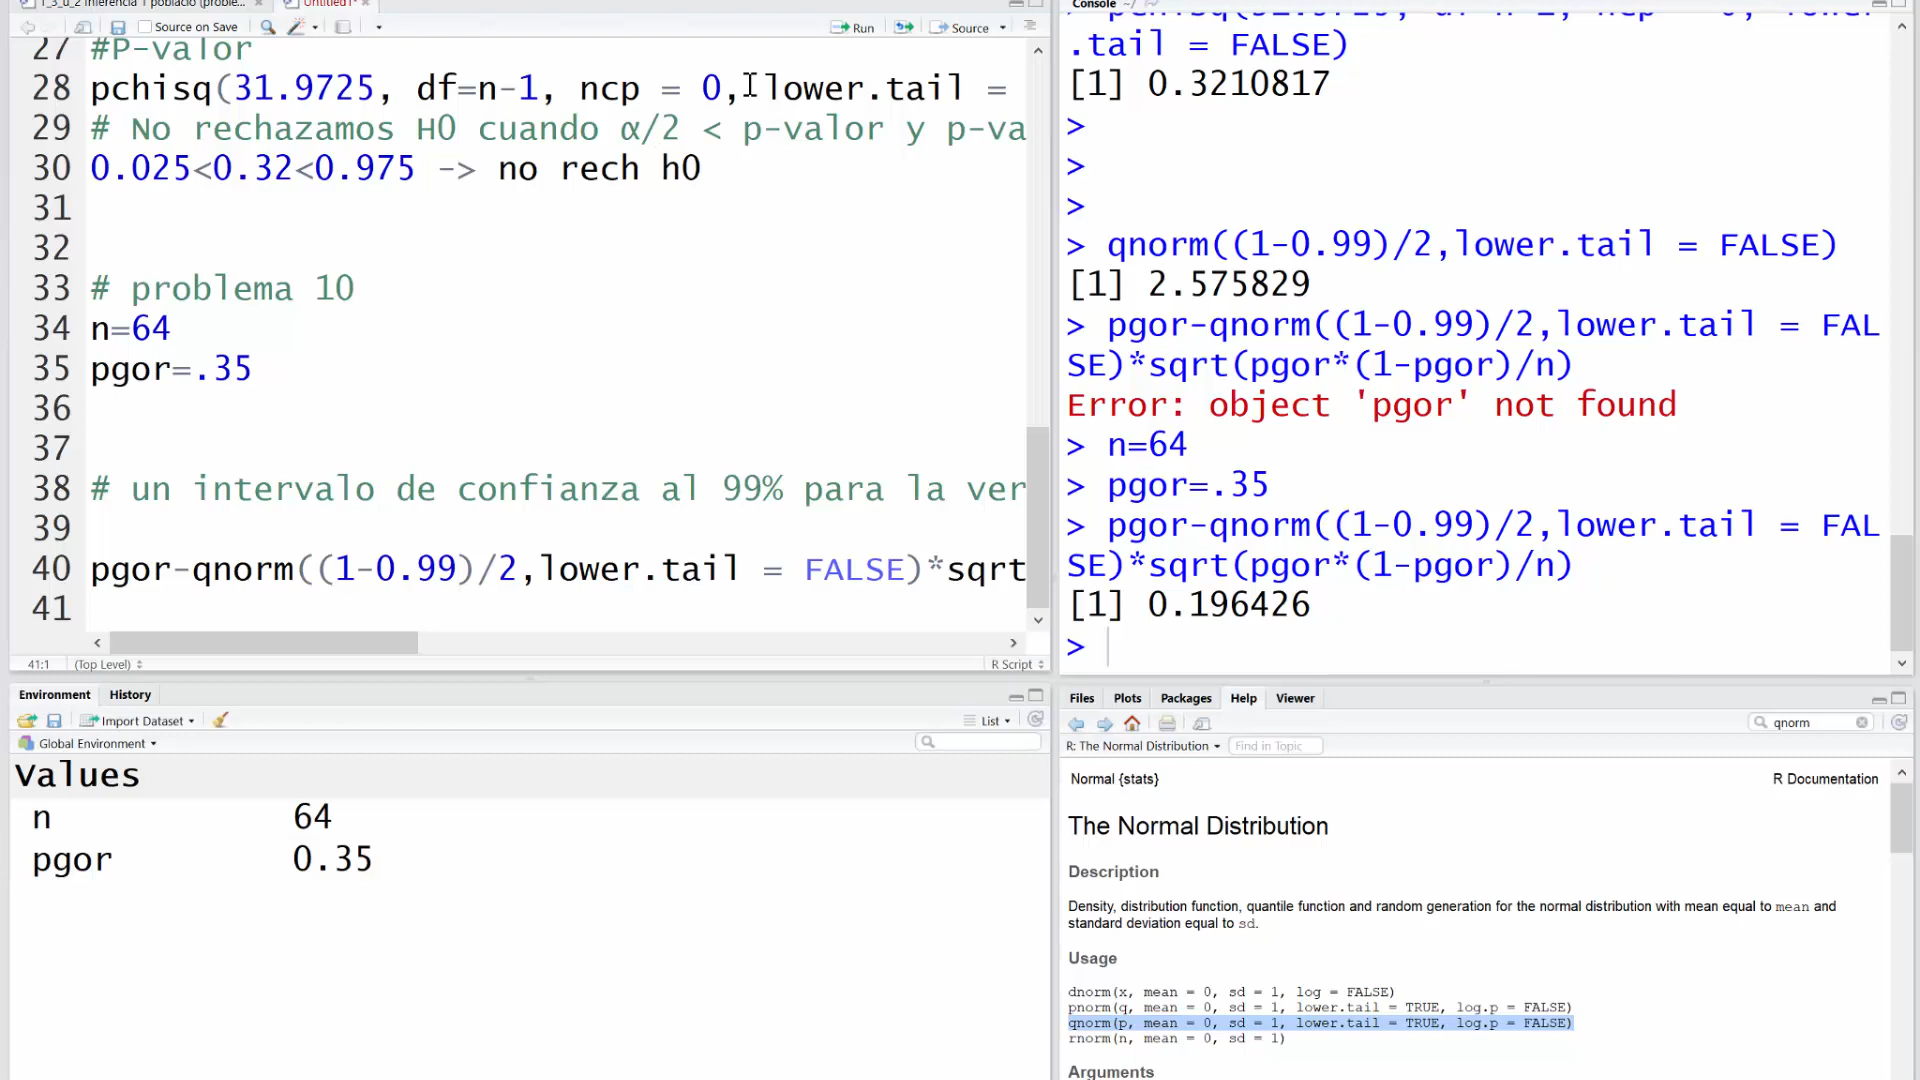 1_3_u_2 Inferencia 1 població (proble...
Untitled1*
Source on Save
Run
Source
27 #P-valor
28 pchisq(31.9725, df=n-1, ncp = 0, lower.tail =
29 # No rechazamos H0 cuando α/2 < p-valor y p-va
30 0.025<0.32<0.975 -> no rech h0
31
32
33 # problema 10
34 n=64
35 pgor=.35
36
37
38 # un intervalo de confianza al 99% para la ver
39
40 pgor-qnorm((1-0.99)/2,lower.tail = FALSE)*sqrt
41
41:1 (Top Level) R Script
Console ~/
.tail = FALSE)
[1] 0.3210817
>
>
>
> qnorm((1-0.99)/2,lower.tail = FALSE)
[1] 2.575829
> pgor-qnorm((1-0.99)/2,lower.tail = FAL
SE)*sqrt(pgor*(1-pgor)/n)
Error: object 'pgor' not found
> n=64
> pgor=.35
> pgor-qnorm((1-0.99)/2,lower.tail = FAL
SE)*sqrt(pgor*(1-pgor)/n)
[1] 0.196426
>
Environment History
Import Dataset List
Global Environment
Values
n 64
pgor 0.35
Files Plots Packages Help Viewer
qnorm
R: The Normal Distribution Find in Topic
Normal {stats} R Documentation
The Normal Distribution
Description
Density, distribution function, quantile function and random generation for the normal distribution with mean equal to mean and
standard deviation equal to sd.
Usage
dnorm(x, mean = 0, sd = 1, log = FALSE)
pnorm(q, mean = 0, sd = 1, lower.tail = TRUE, log.p = FALSE)
qnorm(p, mean = 0, sd = 1, lower.tail = TRUE, log.p = FALSE)
rnorm(n, mean = 0, sd = 1)
Arguments